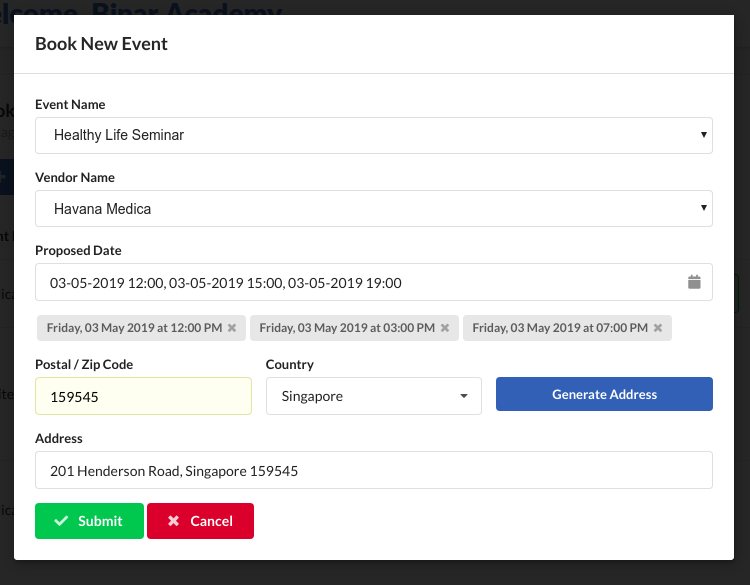 elcome, Binar Academy
Book New Event
Event Name
Healthy Life Seminar
Vendor Name
Havana Medica
Proposed Date
03-05-2019 12:00, 03-05-2019 15:00, 03-05-2019 19:00
Friday, 03 May 2019 at 12:00 PM Friday, 03 May 2019 at 03:00 PM Friday, 03 May 2019 at 07:00 PM
Postal / Zip Code Country
159545 Singapore Generate Address
Address
201 Henderson Road, Singapore 159545
Submit Cancel